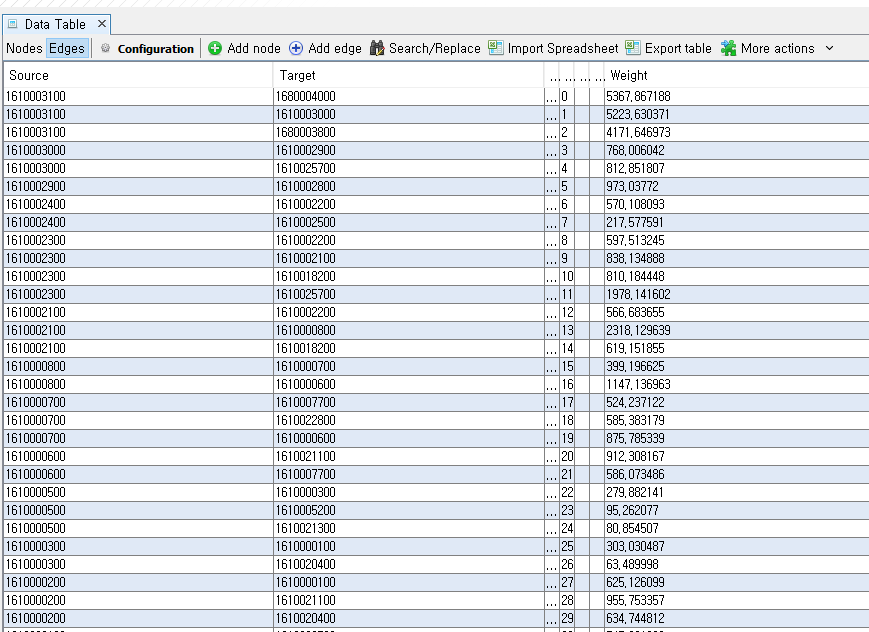 Data Table
Nodes Edges Configuration Add node Add edge Search/Replace Import Spreadsheet Export table More actions
Source Target ... ... ... ... Weight
1610003100 1680004000 ... 0 5367,867188
1610003100 1610003000 ... 1 5223,630371
1610003100 1680003800 ... 2 4171,646973
1610003000 1610002900 ... 3 768,006042
1610003000 1610025700 ... 4 812,851807
1610002900 1610002800 ... 5 973,03772
1610002400 1610002200 ... 6 570,108093
1610002400 1610002500 ... 7 217,577591
1610002300 1610002200 ... 8 597,513245
1610002300 1610002100 ... 9 838,134888
1610002300 1610018200 ... 10 810,184448
1610002300 1610025700 ... 11 1978,141602
1610002100 1610002200 ... 12 566,683655
1610002100 1610000800 ... 13 2318,129639
1610002100 1610018200 ... 14 619,151855
1610000800 1610000700 ... 15 399,196625
1610000800 1610000600 ... 16 1147,136963
1610000700 1610007700 ... 17 524,237122
1610000700 1610022800 ... 18 585,383179
1610000700 1610000600 ... 19 875,785339
1610000600 1610021100 ... 20 912,308167
1610000600 1610007700 ... 21 586,073486
1610000500 1610000300 ... 22 279,882141
1610000500 1610005200 ... 23 95,262077
1610000500 1610021300 ... 24 80,854507
1610000300 1610000100 ... 25 303,030487
1610000300 1610020400 ... 26 63,489998
1610000200 1610000100 ... 27 625,126099
1610000200 1610021100 ... 28 955,753357
1610000200 1610020400 ... 29 634,744812